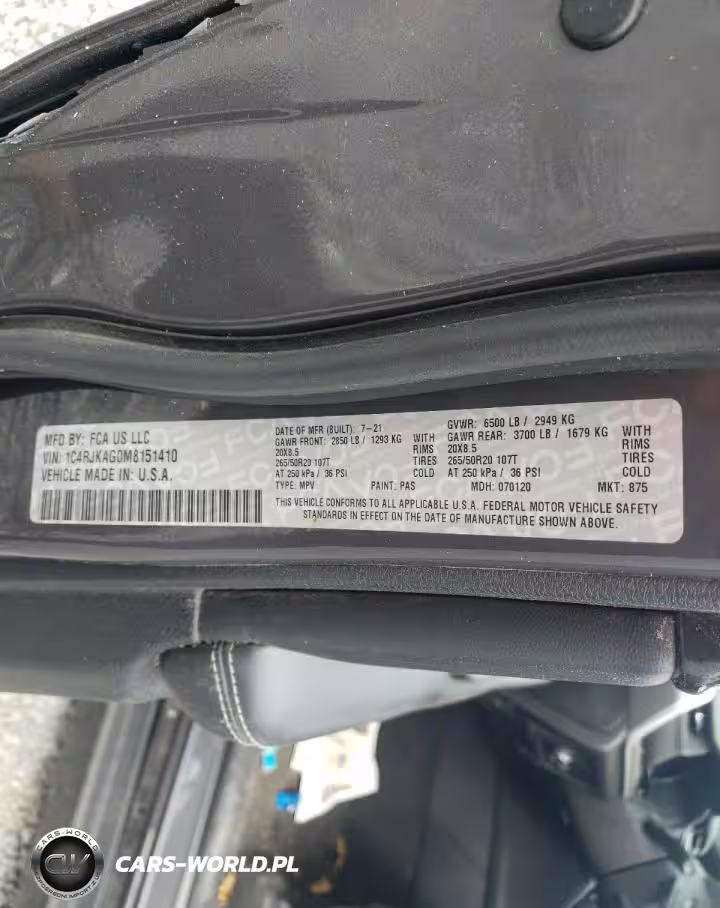 MFD BY: FCA US LLC
VIN: 1C4RJKAG0M8151410
VEHICLE MADE IN: U.S.A.
DATE OF MFR (BUILT): 7-21
GVWR: 6500 LB / 2949 KG
GAWR FRONT: 2850 LB / 1293 KG WITH
GAWR REAR: 3700 LB / 1679 KG WITH
20X8.5 RIMS
20X8.5 RIMS
265/50R20 107T TIRES
265/50R20 107T TIRES
AT 250 kPa / 36 PSI COLD
AT 250 kPa / 36 PSI COLD
TYPE: MPV PAINT: PAS MDH: 070120 MKT: 875
THIS VEHICLE CONFORMS TO ALL APPLICABLE U.S.A. FEDERAL MOTOR VEHICLE SAFETY
STANDARDS IN EFFECT ON THE DATE OF MANUFACTURE SHOWN ABOVE.
CARS-WORLD
CW
CARS-WORLD.PL